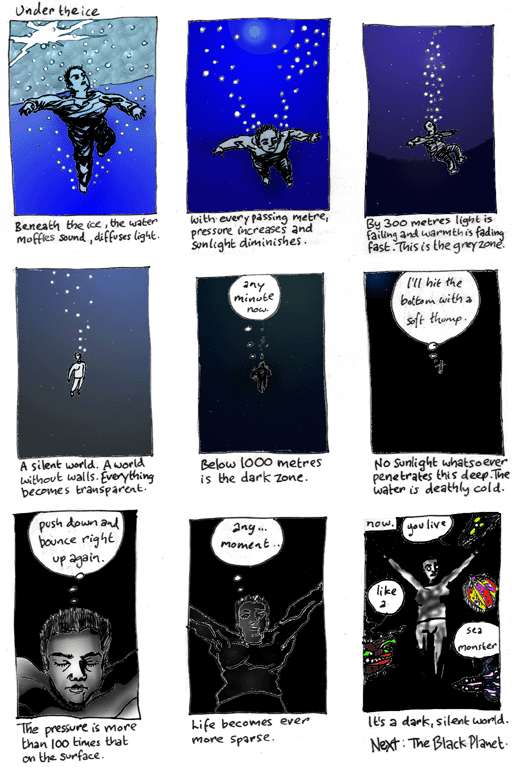 Under the ice
Beneath the ice, the water
muffles sound, diffuses light.
With every passing metre,
pressure increases and
sunlight diminishes.
By 300 metres light is
failing and warmth is fading
fast. This is the grey zone.
A silent world. A world
without walls. Everything
becomes transparent.
any
minute
now.
Below 1000 metres
is the dark zone.
I'll hit the
bottom with a
soft thump.
No sunlight whatsoever
penetrates this deep. The
water is deathly cold.
push down and
bounce right
up again.
The pressure is more
than 100 times that
on the surface.
any...
moment..
Life becomes ever
more sparse.
now.
you live
like
a
sea
monster
It's a dark, silent world.
Next: The Black Planet.